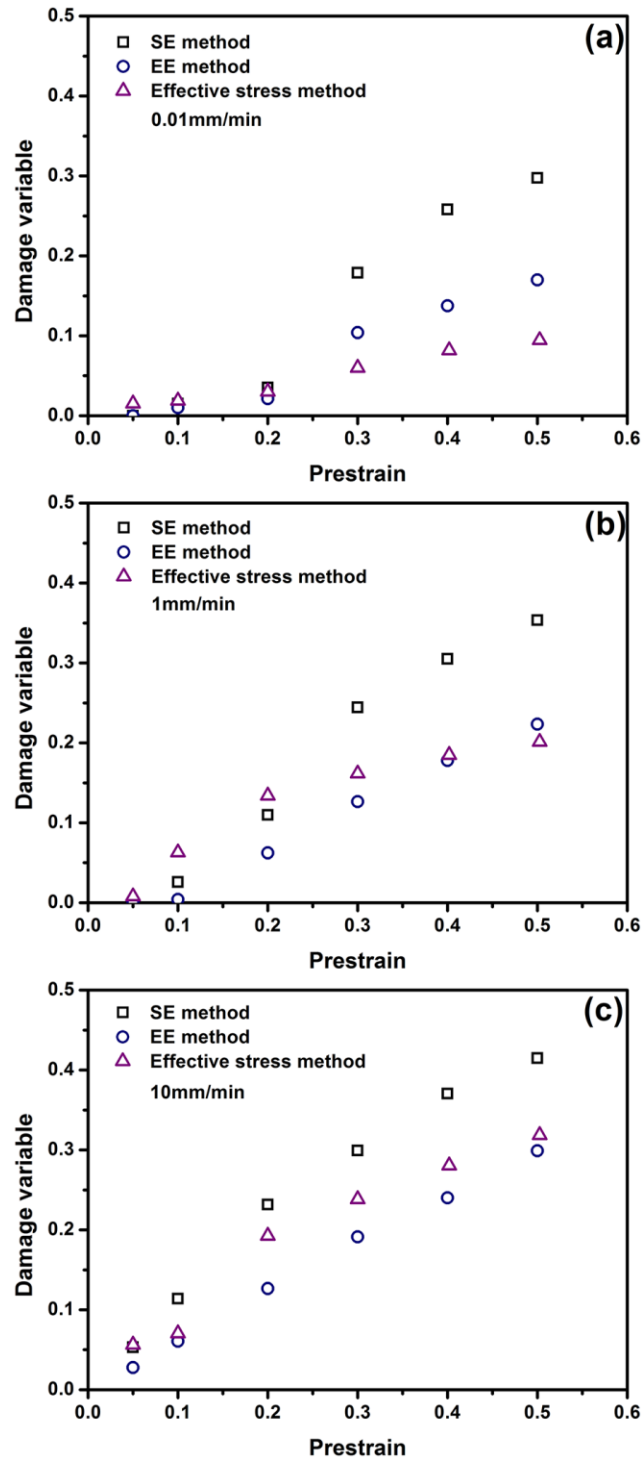 (a)
SE method
EE method
Effective stress method
0.01mm/min
0.5
0.4
0.3
0.2
0.1
0.0
Damage variable
0.0 0.1 0.2 0.3 0.4 0.5 0.6
Prestrain
(b)
SE method
EE method
Effective stress method
1mm/min
0.5
0.4
0.3
0.2
0.1
0.0
Damage variable
0.0 0.1 0.2 0.3 0.4 0.5 0.6
Prestrain
(c)
SE method
EE method
Effective stress method
10mm/min
0.5
0.4
0.3
0.2
0.1
0.0
Damage variable
0.0 0.1 0.2 0.3 0.4 0.5 0.6
Prestrain